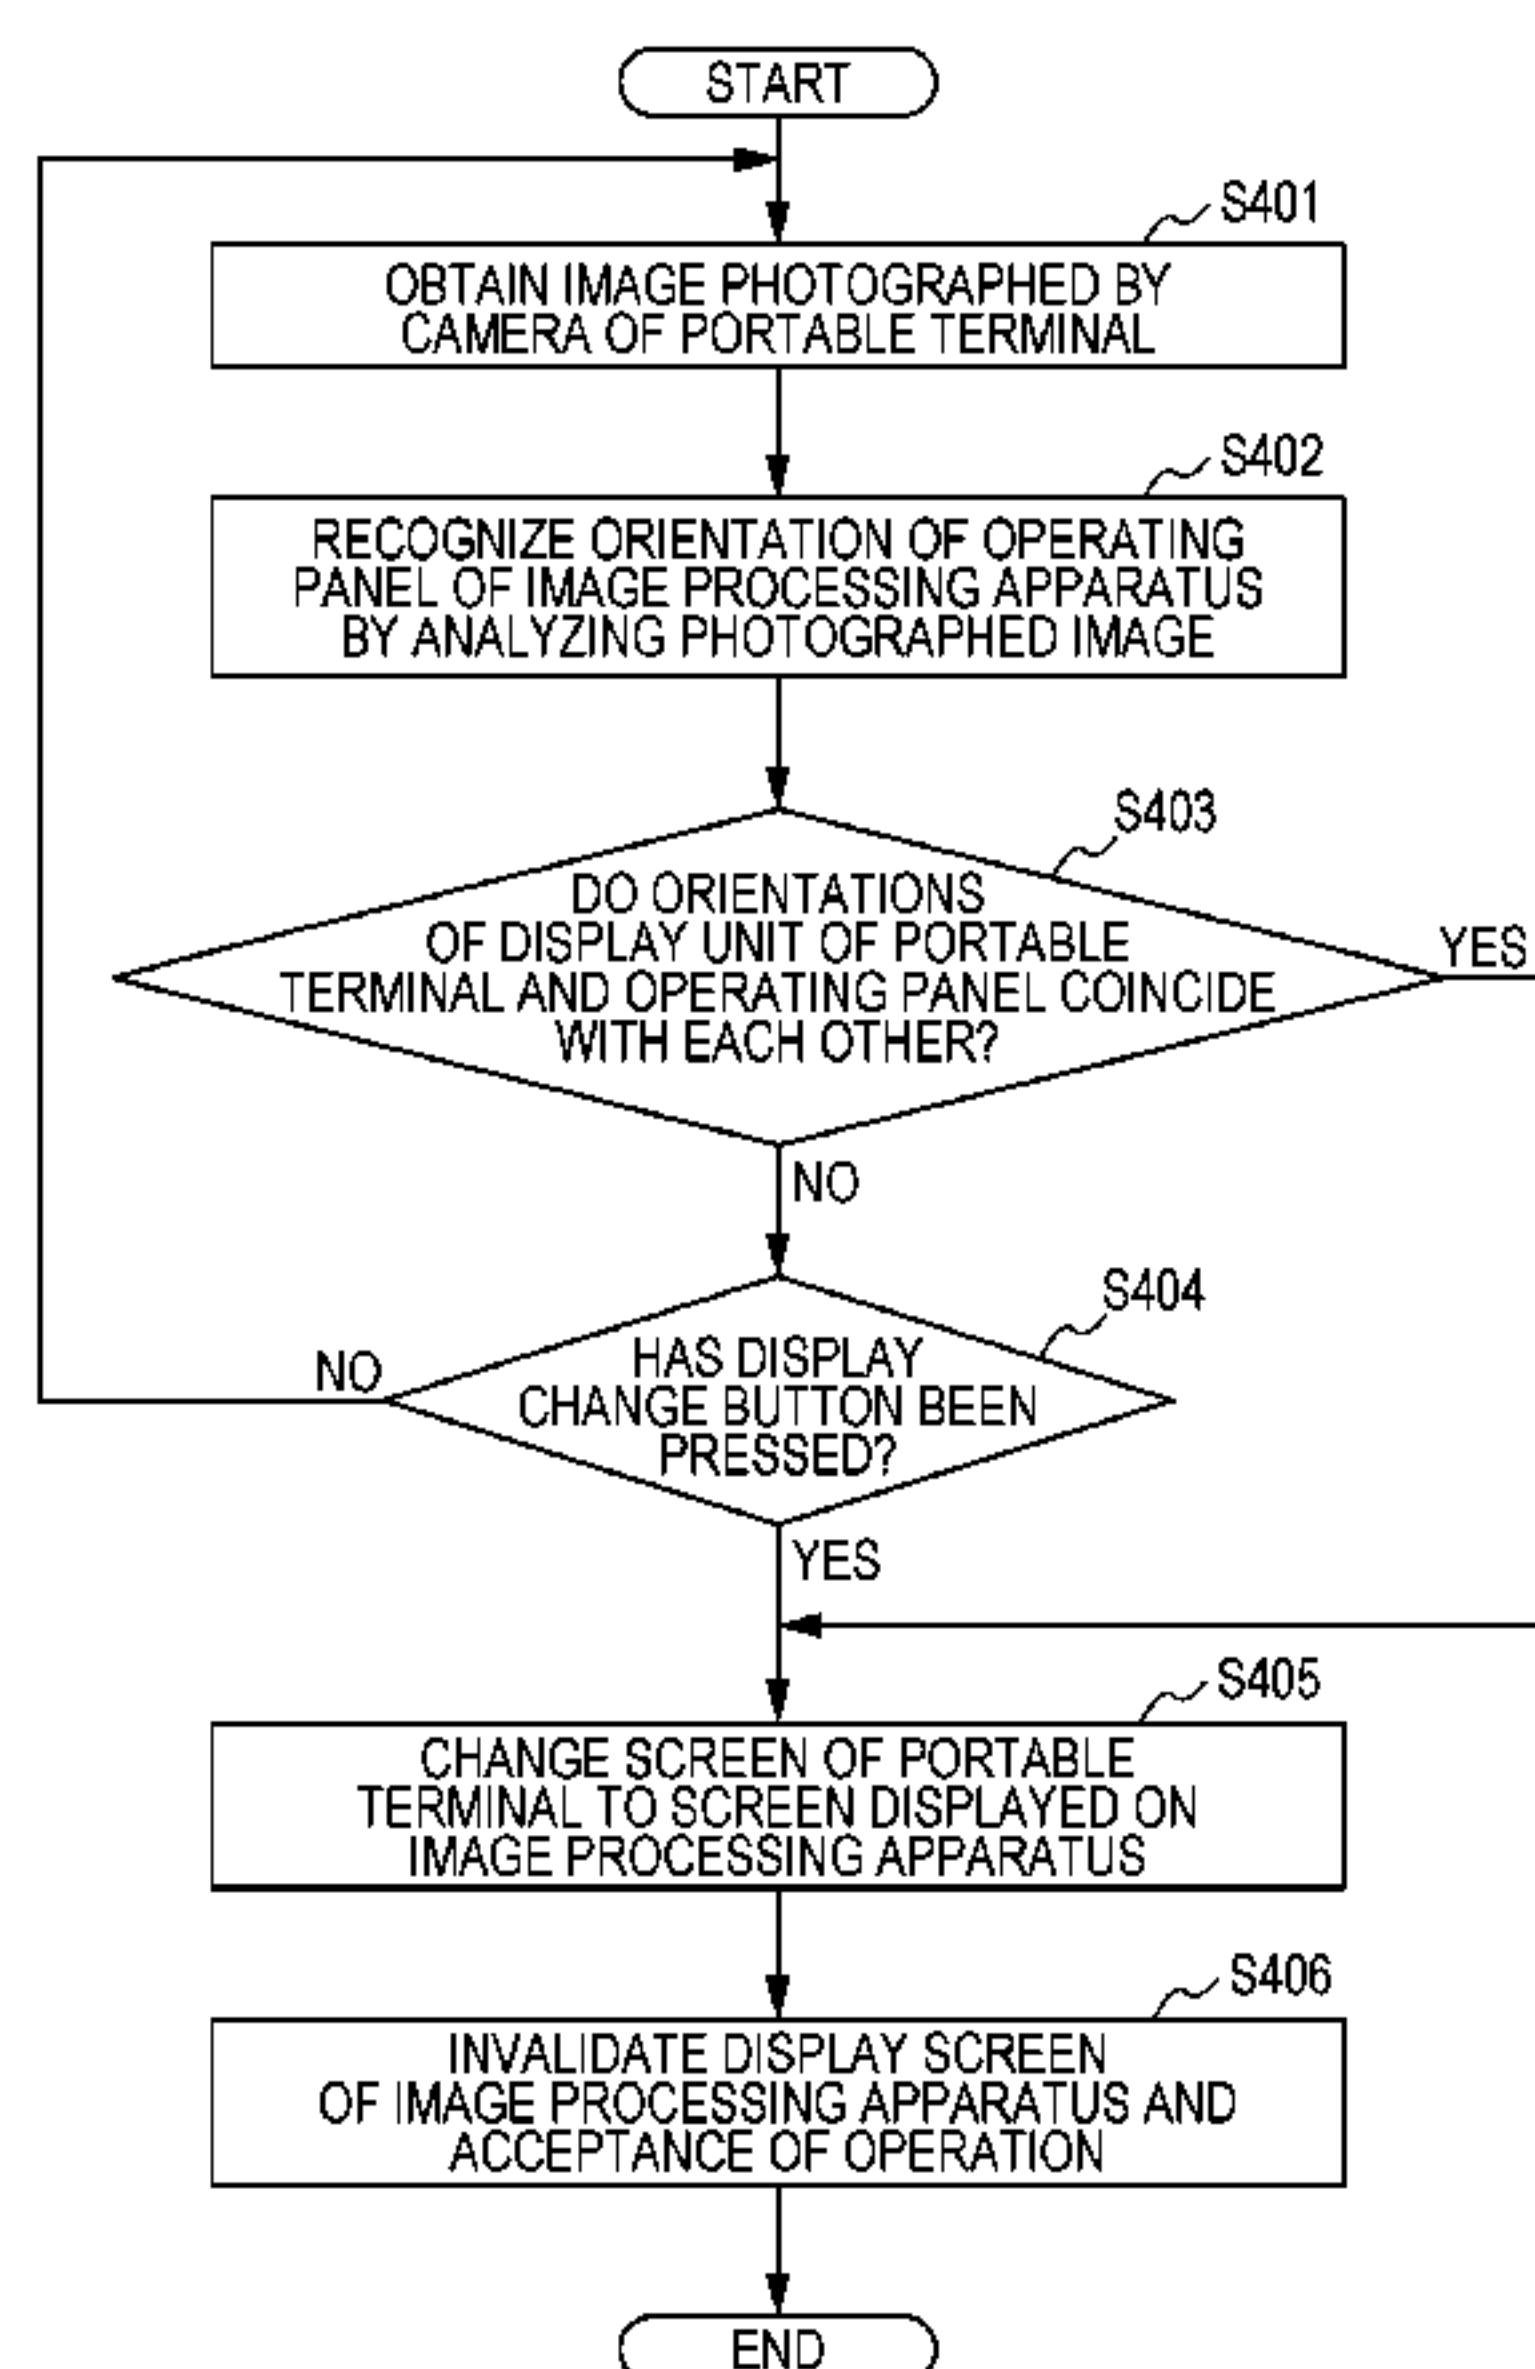 START
S401
OBTAIN IMAGE PHOTOGRAPHED BY
CAMERA OF PORTABLE TERMINAL
S402
RECOGNIZE ORIENTATION OF OPERATING
PANEL OF IMAGE PROCESSING APPARATUS
BY ANALYZING PHOTOGRAPHED IMAGE
S403
DO ORIENTATIONS
OF DISPLAY UNIT OF PORTABLE
TERMINAL AND OPERATING PANEL COINCIDE
WITH EACH OTHER?
YES
NO
S404
HAS DISPLAY
CHANGE BUTTON BEEN
PRESSED?
NO
YES
S405
CHANGE SCREEN OF PORTABLE
TERMINAL TO SCREEN DISPLAYED ON
IMAGE PROCESSING APPARATUS
S406
INVALIDATE DISPLAY SCREEN
OF IMAGE PROCESSING APPARATUS AND
ACCEPTANCE OF OPERATION
END